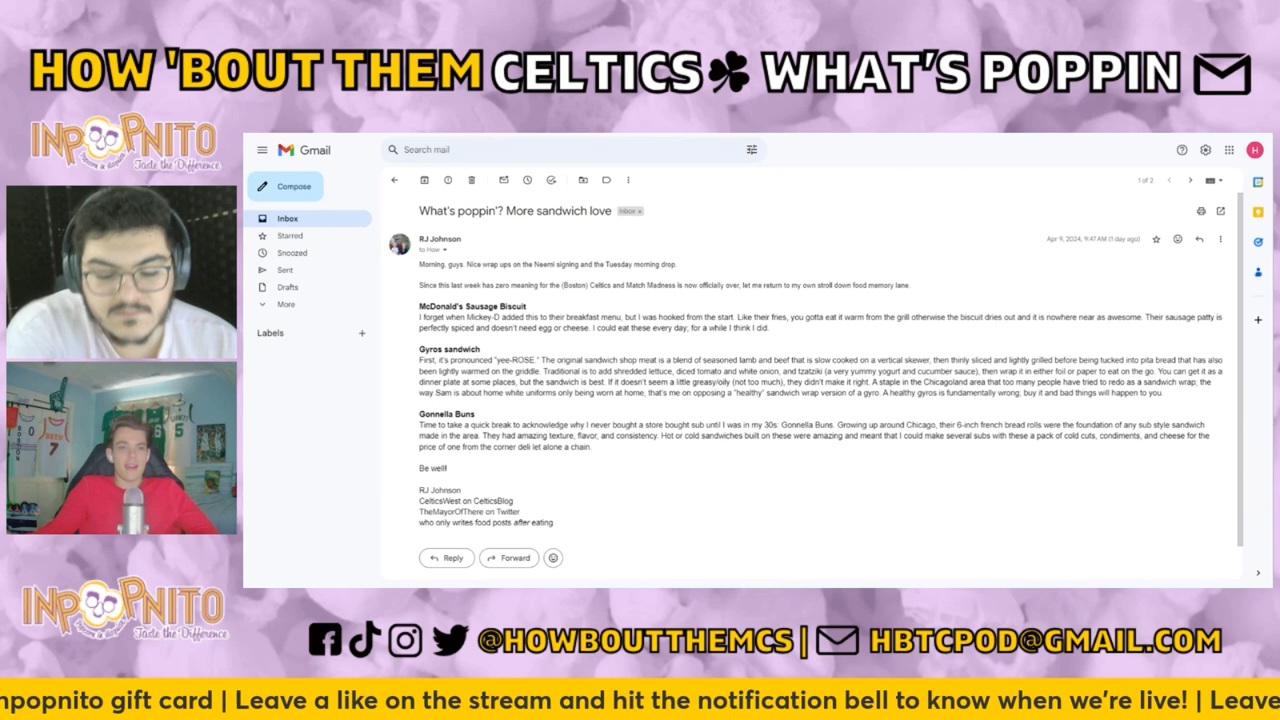 HOW 'BOUT THEM CELTICS WHAT'S POPPIN
INPOPNITO
Taste the Difference
Gmail
Search mail
H
Compose
Inbox
Starred
Snoozed
Sent
Drafts
More
Labels
1 of 2
What's poppin'? More sandwich love Inbox x
RJ Johnson
to How
Apr 9, 2024, 9:47 AM (1 day ago)
Morning, guys. Nice wrap ups on the Neemi signing and the Tuesday morning drop.
Since this last week has zero meaning for the (Boston) Celtics and Match Madness is now officially over, let me return to my own stroll down food memory lane.
McDonald's Sausage Biscuit
I forget when Mickey-D added this to their breakfast menu, but I was hooked from the start. Like their fries, you gotta eat it warm from the grill otherwise the biscuit dries out and it is nowhere near as awesome. Their sausage patty is
perfectly spiced and doesn't need egg or cheese. I could eat these every day; for a while I think I did.
Gyros sandwich
First, it's pronounced "yee-ROSE." The original sandwich shop meat is a blend of seasoned lamb and beef that is slow cooked on a vertical skewer, then thinly sliced and lightly grilled before being tucked into pita bread that has also
been lightly warmed on the griddle. Traditional is to add shredded lettuce, diced tomato and white onion, and tzatziki (a very yummy yogurt and cucumber sauce), then wrap it in either foil or paper to eat on the go. You can get it as a
dinner plate at some places, but the sandwich is best. If it doesn't seem a little greasy/oily (not too much), they didn't make it right. A staple in the Chicagoland area that too many people have tried to redo as a sandwich wrap, the
way Sam is about home white uniforms only being worn at home, that's me on opposing a "healthy" sandwich wrap version of a gyro. A healthy gyros is fundamentally wrong; buy it and bad things will happen to you.
Gonnella Buns
Time to take a quick break to acknowledge why I never bought a store bought sub until I was in my 30s: Gonnella Buns. Growing up around Chicago, their 6-inch french bread rolls were the foundation of any sub style sandwich
made in the area. They had amazing texture, flavor, and consistency. Hot or cold sandwiches built on these were amazing and meant that I could make several subs with these a pack of cold cuts, condiments, and cheese for the
price of one from the corner deli let alone a chain.
Be well!
RJ Johnson
CelticsWest on CelticsBlog
TheMayorOfThere on Twitter
who only writes food posts after eating
Reply
Forward
INPOPNITO
Taste the Difference
@HOWBOUTTHEMCS | HBTCPOD@GMAIL.COM
npopnito gift card | Leave a like on the stream and hit the notification bell to know when we're live! | Leave